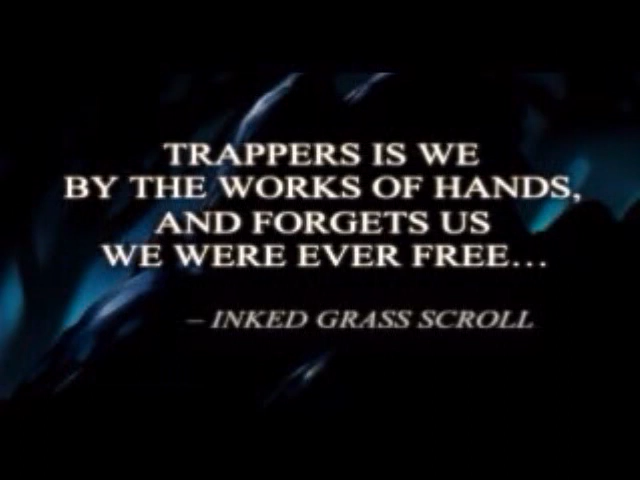 TRAPPERS IS WE
BY THE WORKS OF HANDS,
AND FORGETS US
WE WERE EVER FREE...
– INKED GRASS SCROLL